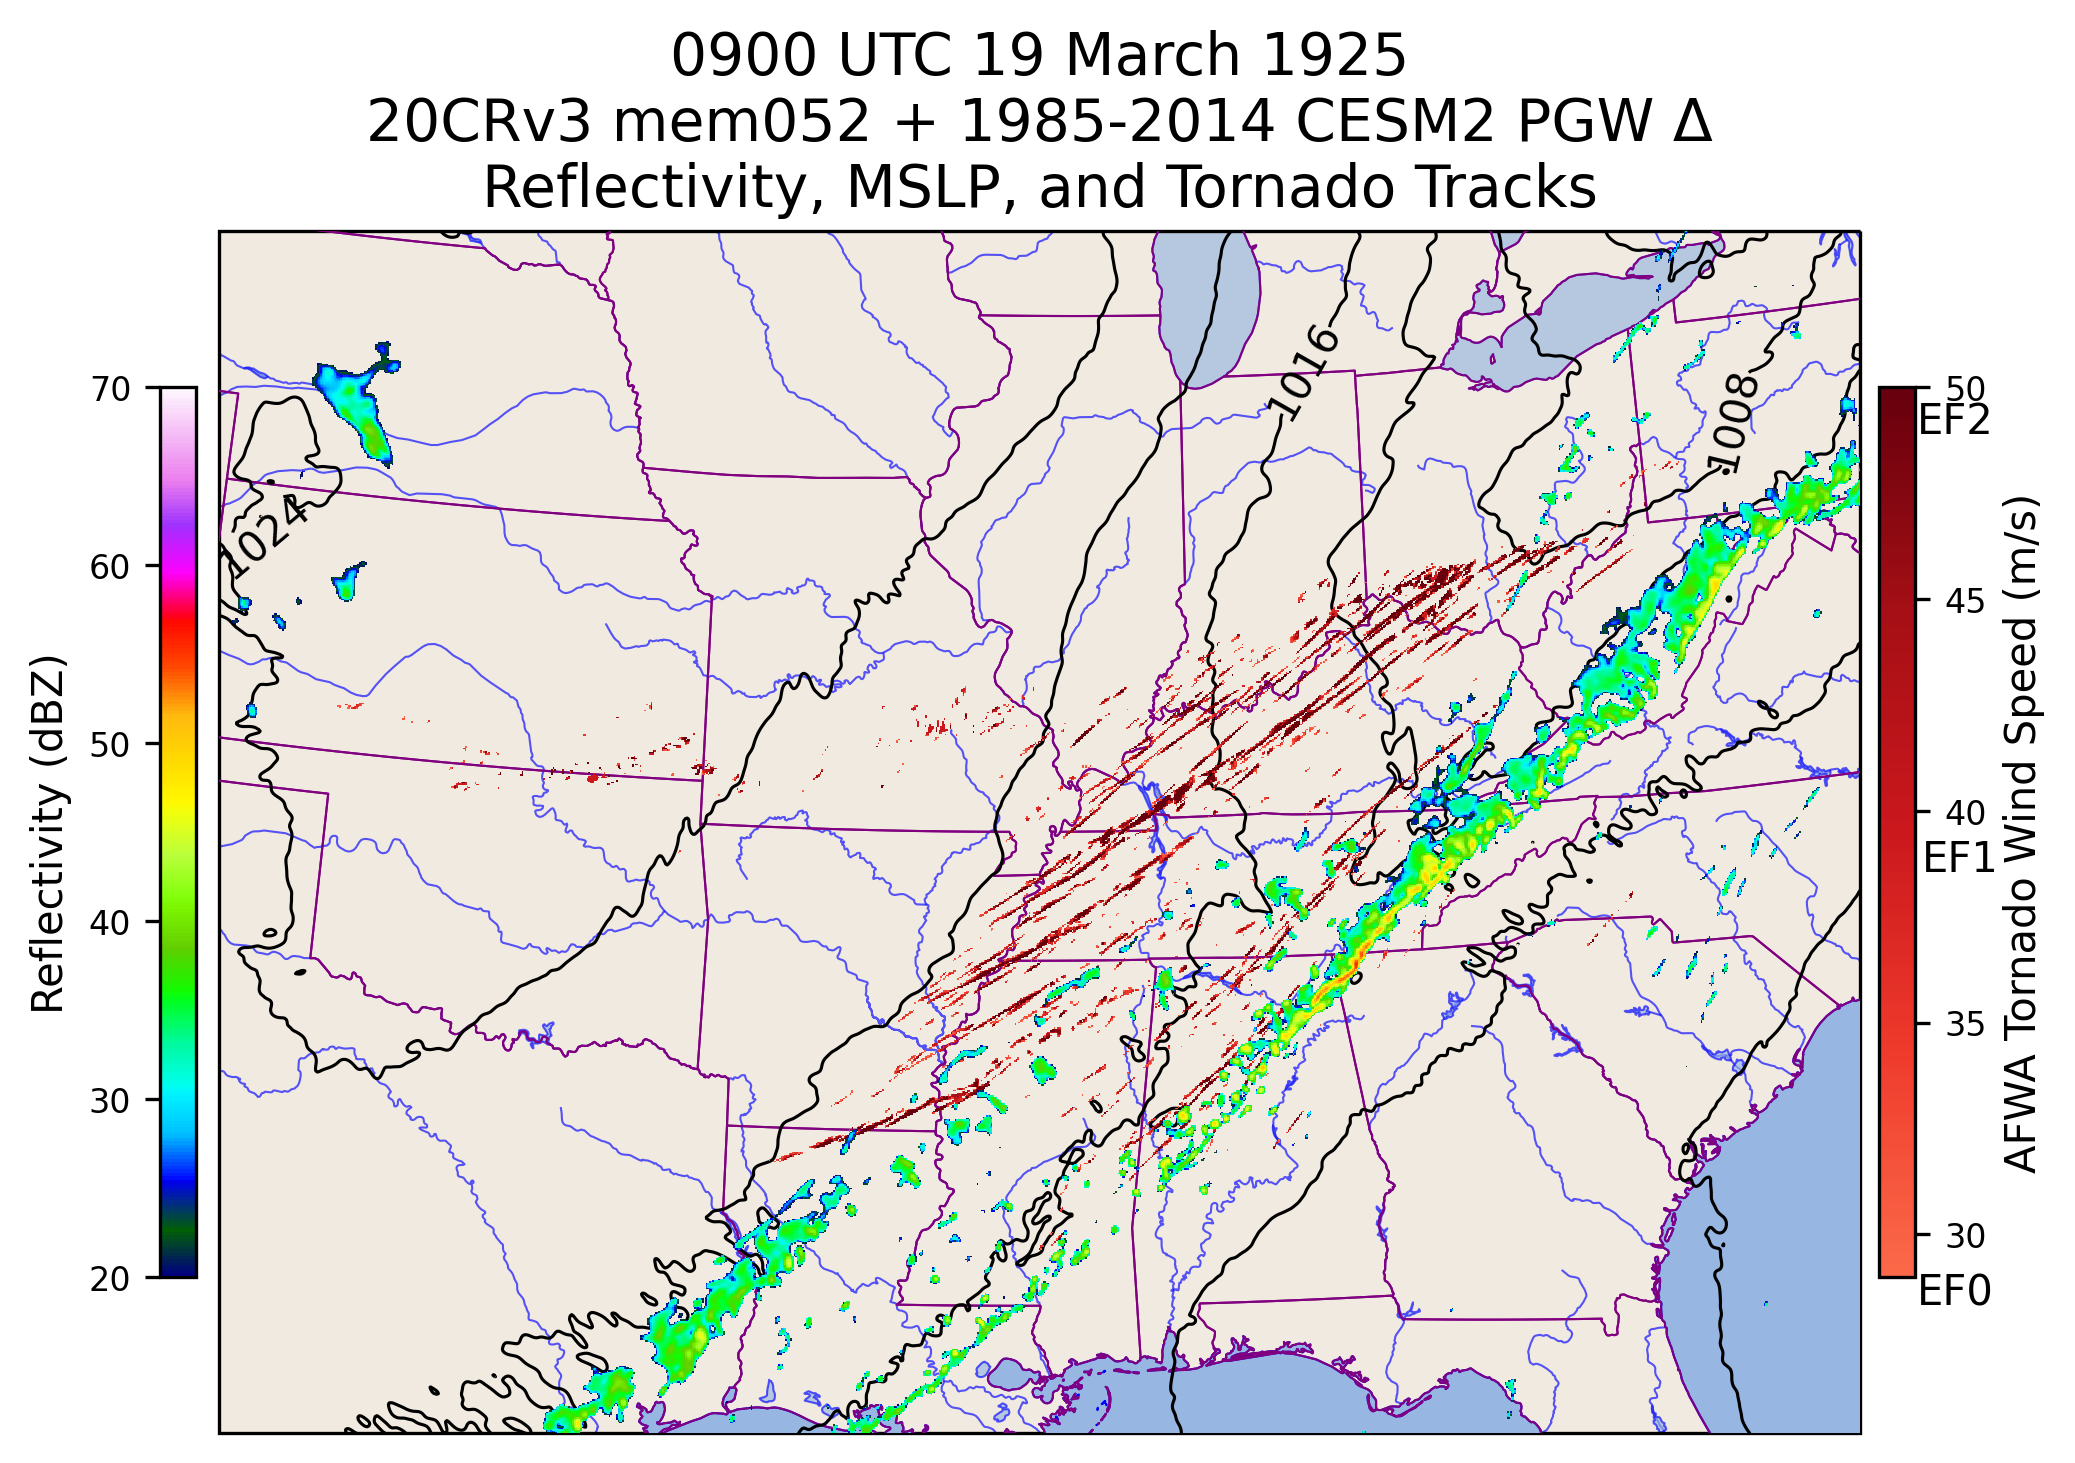 0900 UTC 19 March 1925
20CRv3 mem052 + 1985-2014 CESM2 PGW Δ
Reflectivity, MSLP, and Tornado Tracks
70
60
50
40
30
20
Reflectivity (dBZ)
1024
1016
1008
50
EF2
45
40
EF1
35
30
EF0
AFWA Tornado Wind Speed (m/s)